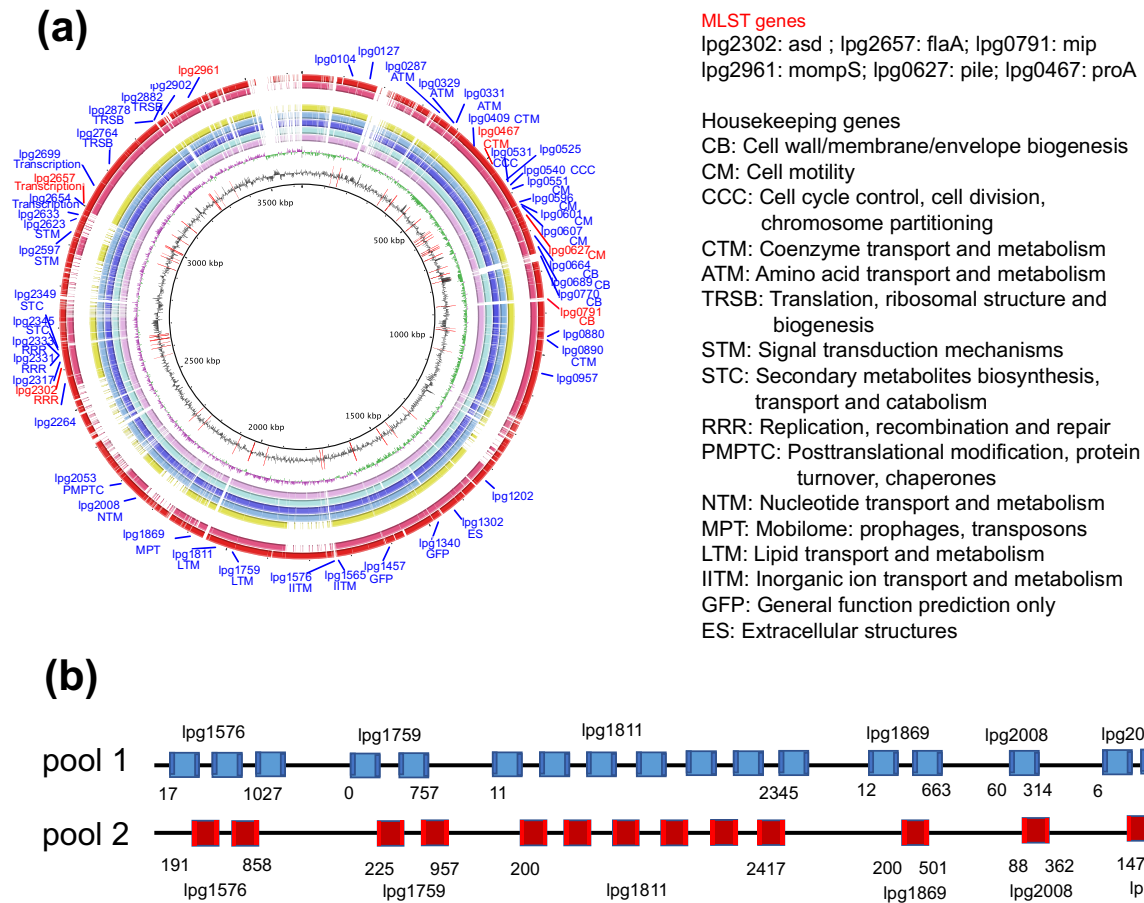 (a)
lpg0104
lpg0127
lpg0287
ATM
lpg0329
ATM
lpg0331
ATM
lpg0409 CTM
lpg0467
CTM
lpg0531
CCC
lpg0525
lpg0540 CCC
lpg0551
CM
lpg0596
CM
lpg0601
CM
lpg0607
CM
lpg0627
CM
lpg0664
CB
lpg0689
CB
lpg0770
CB
lpg0791
CB
lpg0880
lpg0890
CTM
lpg0957
lpg1202
lpg1302
ES
lpg1340
GFP
lpg1457
GFP
lpg1565
IITM
lpg1576
IITM
lpg1759
LTM
lpg1811
LTM
lpg1869
MPT
lpg2008
NTM
lpg2053
PMPTC
lpg2264
lpg2302
RRR
lpg2317
lpg2331
RRR
lpg2333
RRR
lpg2345
STC
lpg2349
STC
lpg2597
STM
lpg2623
STM
lpg2633
lpg2654
Transcription
lpg2657
Transcription
lpg2699
Transcription
lpg2764
TRSB
lpg2878
TRSB
lpg2882
TRSB
lpg2902
lpg2961
500 kbp
1000 kbp
1500 kbp
2000 kbp
2500 kbp
3000 kbp
3500 kbp
MLST genes
lpg2302: asd ; lpg2657: flaA; lpg0791: mip
lpg2961: mompS; lpg0627: pile; lpg0467: proA
Housekeeping genes
CB: Cell wall/membrane/envelope biogenesis
CM: Cell motility
CCC: Cell cycle control, cell division,
chromosome partitioning
CTM: Coenzyme transport and metabolism
ATM: Amino acid transport and metabolism
TRSB: Translation, ribosomal structure and
biogenesis
STM: Signal transduction mechanisms
STC: Secondary metabolites biosynthesis,
transport and catabolism
RRR: Replication, recombination and repair
PMPTC: Posttranslational modification, protein
turnover, chaperones
NTM: Nucleotide transport and metabolism
MPT: Mobilome: prophages, transposons
LTM: Lipid transport and metabolism
IITM: Inorganic ion transport and metabolism
GFP: General function prediction only
ES: Extracellular structures
(b)
lpg1576 lpg1759 lpg1811 lpg1869 lpg2008 lpg20
pool 1
17 1027 0 757 11 2345 12 663 60 314 6
pool 2
191 858 225 957 200 2417 200 501 88 362 147
lpg1576 lpg1759 lpg1811 lpg1869 lpg2008 lp